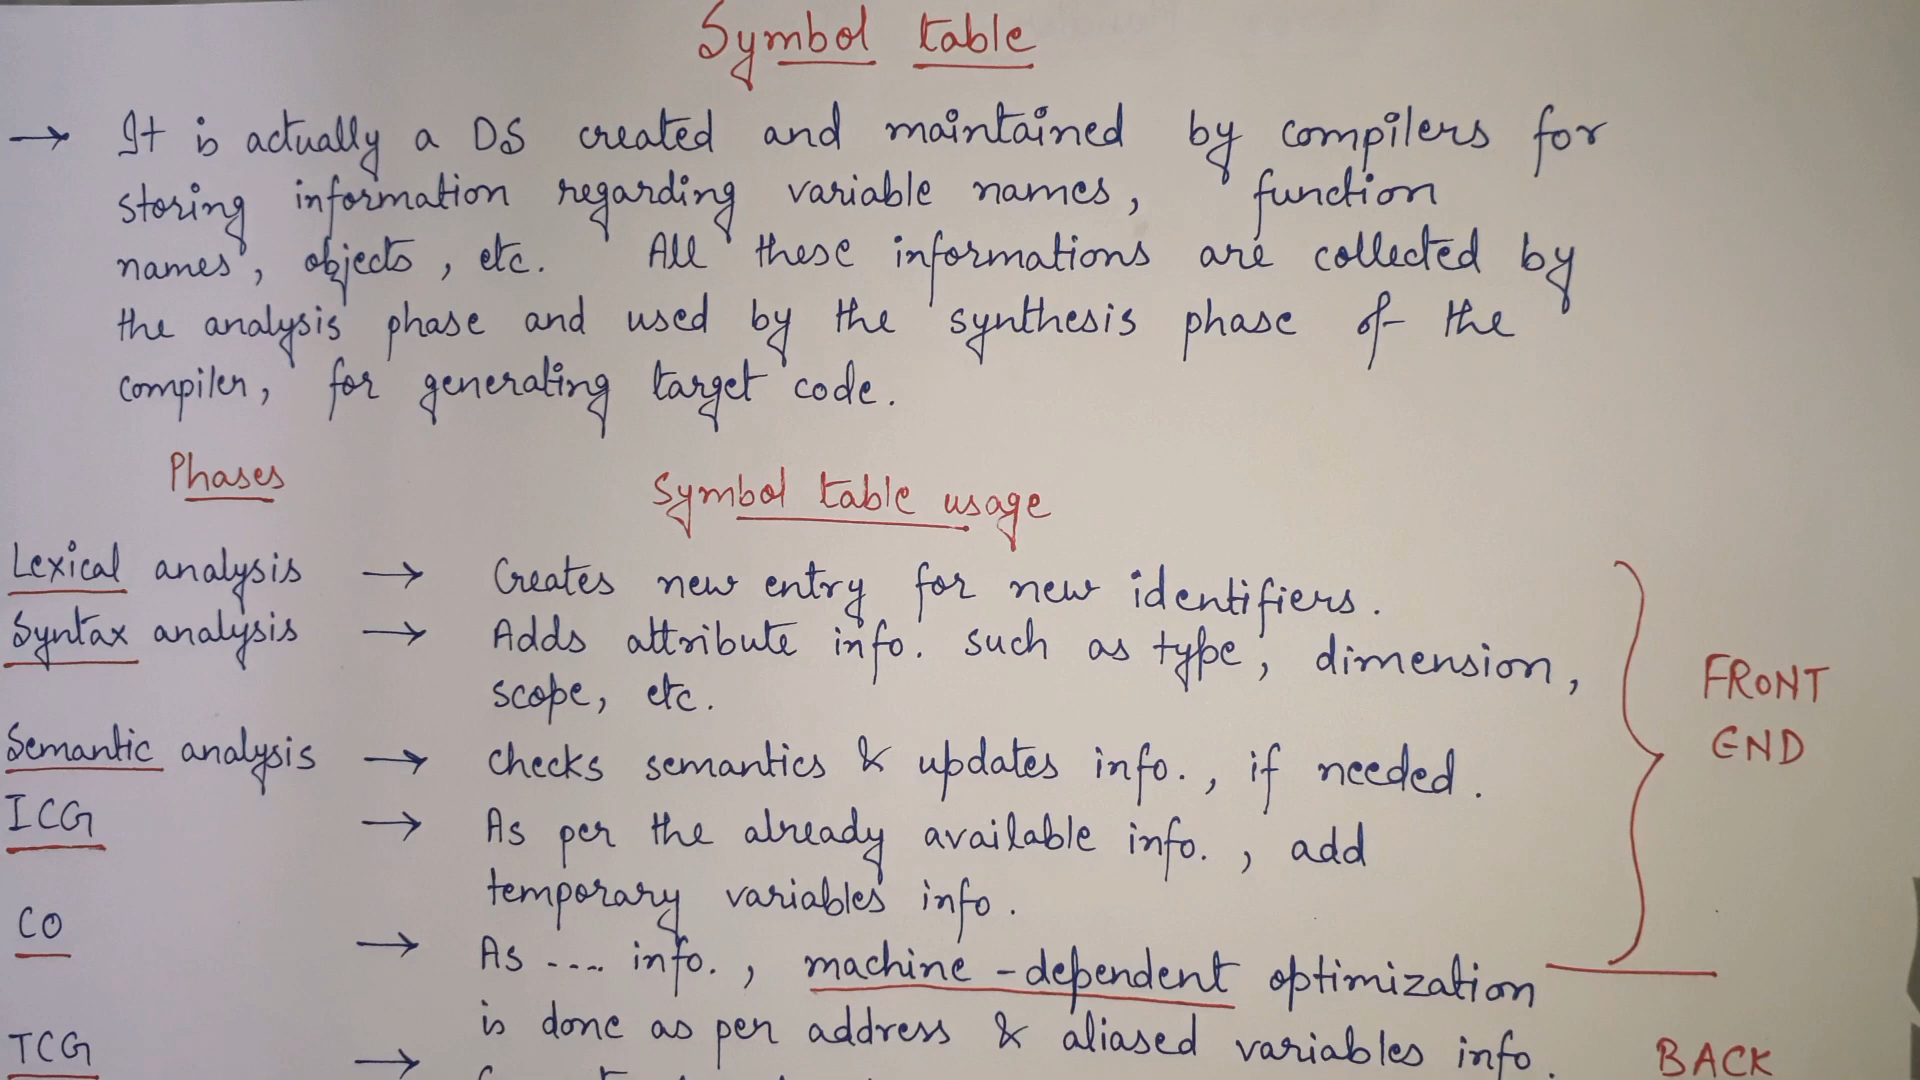 Symbol table
→ It is actually a DS created and maintained by compilers for
storing information regarding variable names, function
names, objects, etc. All these informations are collected by
the analysis phase and used by the synthesis phase of the
compiler, for generating target code.
Phases Symbol table usage
Lexical analysis → Creates new entry for new identifiers.
Syntax analysis → Adds attribute info. such as type, dimension,
scope, etc.
Semantic analysis → checks semantics & updates info., if needed.
ICG → As per the already available info., add
temporary variables info.
FRONT
END
CO → As .... info., machine-dependent optimization
is done as per address & aliased variables info.
TCG →
BACK